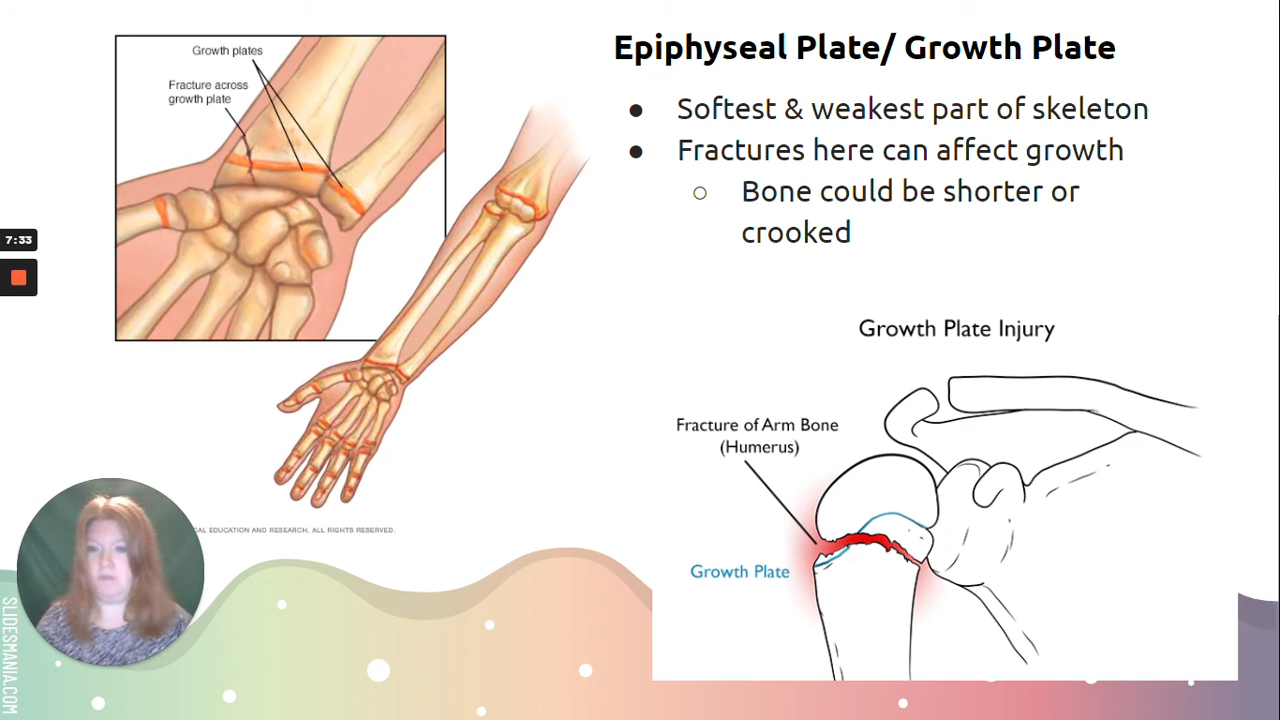 Growth plates
Fracture across
growth plate
7:33
Epiphyseal Plate/ Growth Plate
● Softest & weakest part of skeleton
● Fractures here can affect growth
○ Bone could be shorter or
crooked
Growth Plate Injury
Fracture of Arm Bone
(Humerus)
Growth Plate
EDUCATION AND RESEARCH. ALL RIGHTS RESERVED.
SLIDESMANIA.COM